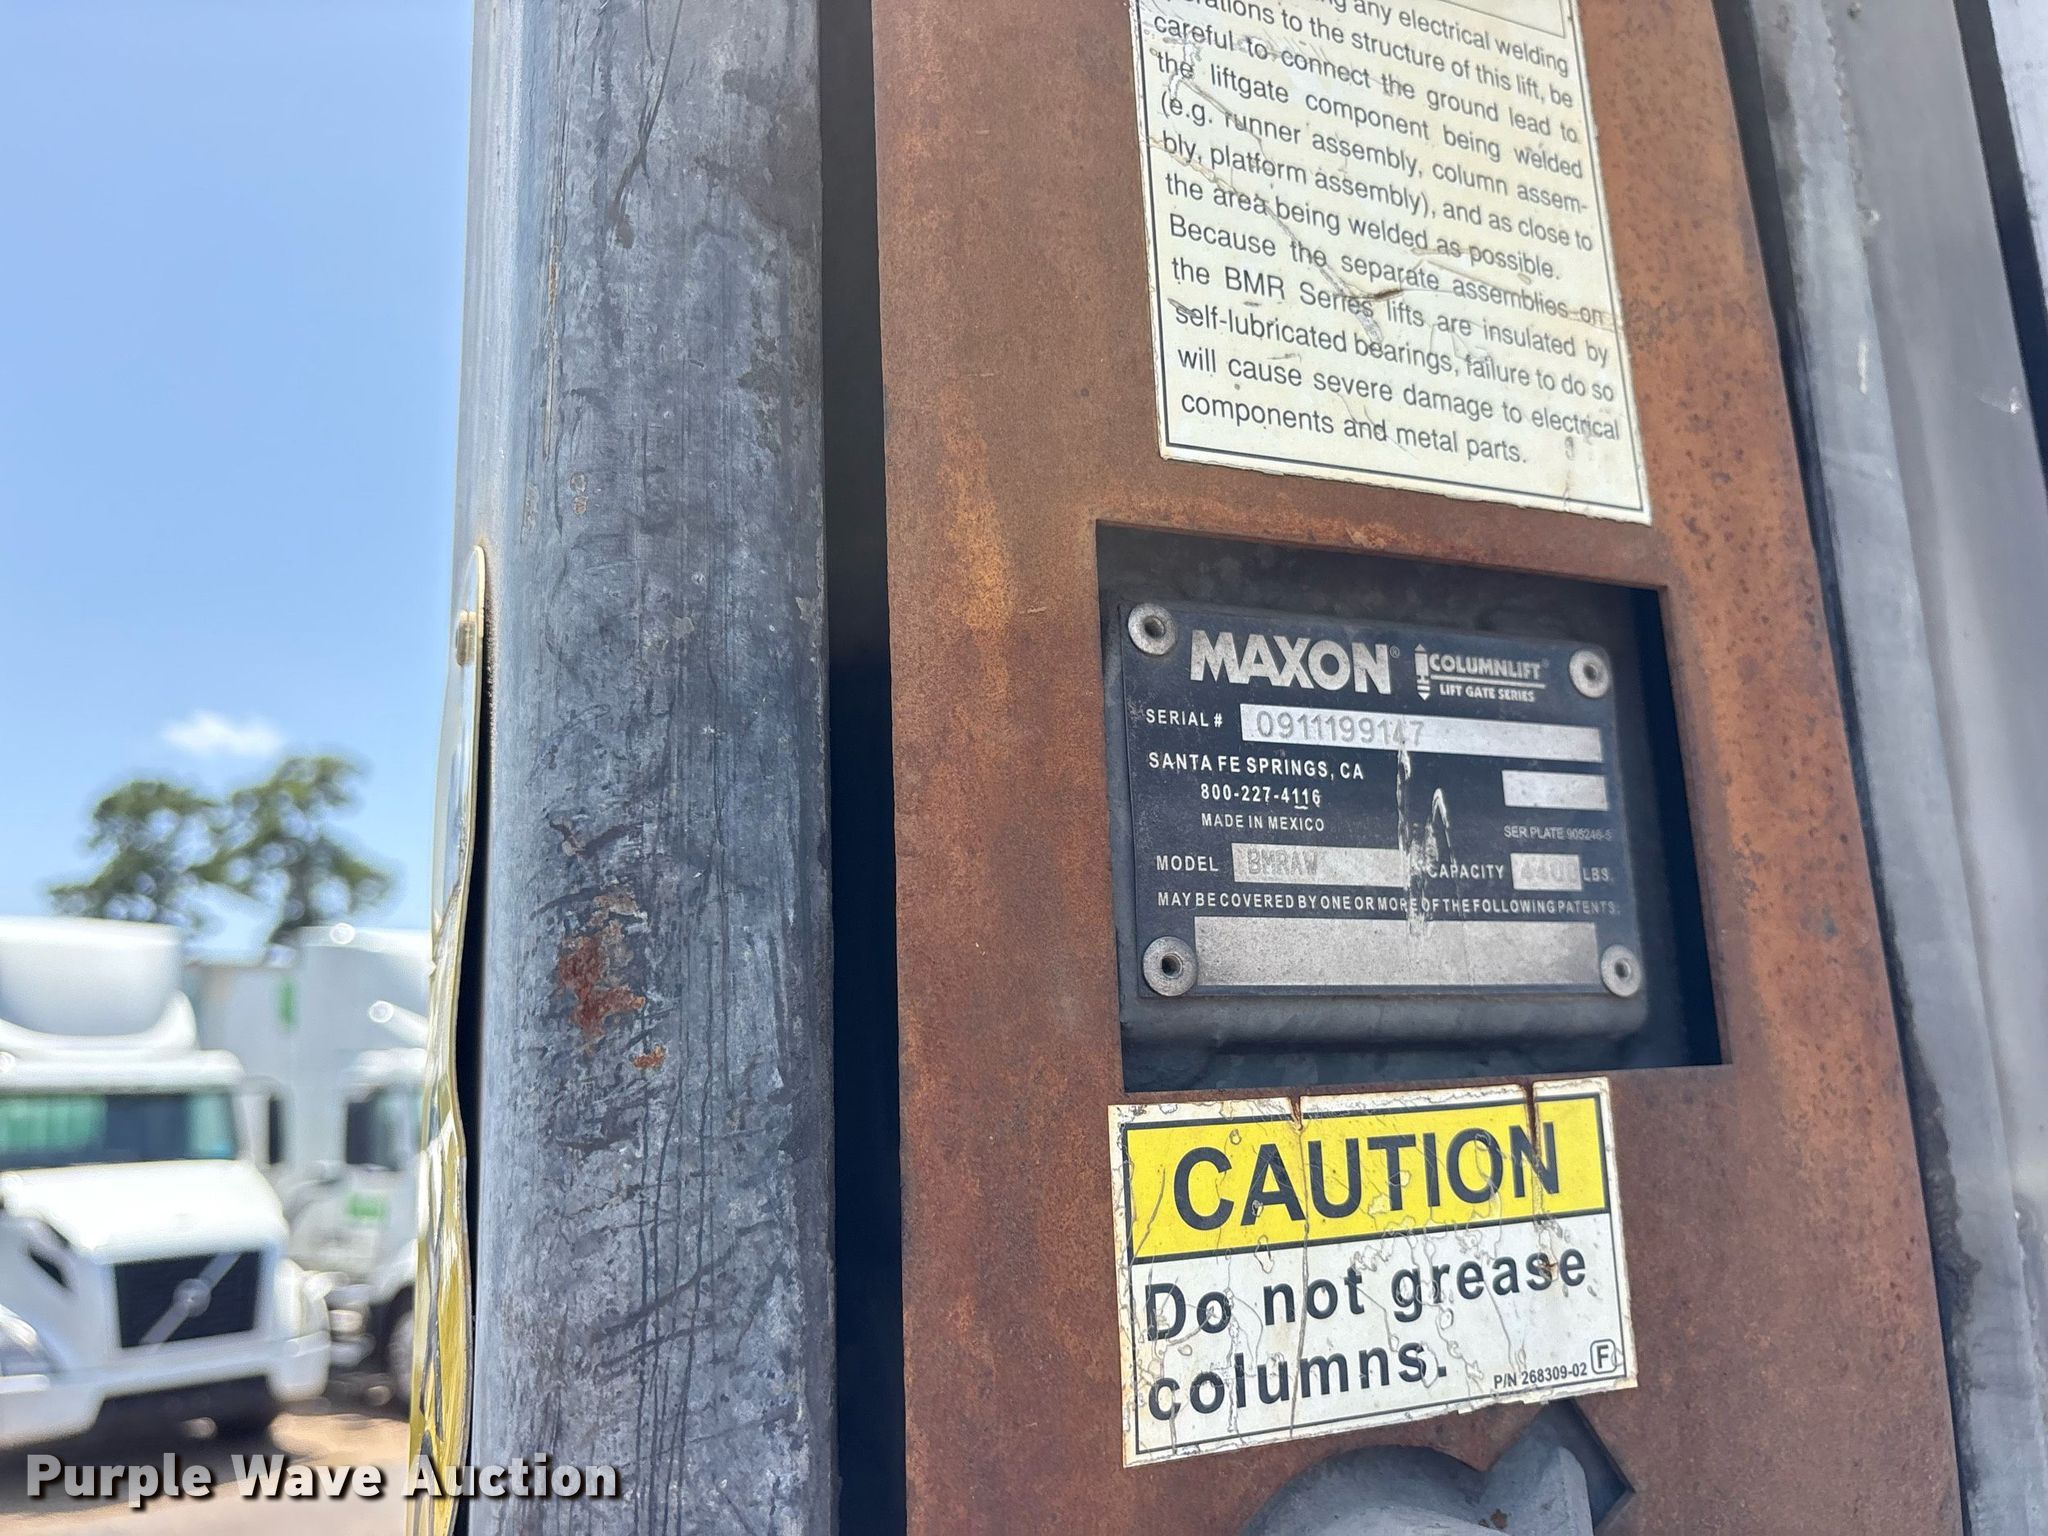 any electrical welding
operations to the structure of this lift, be
careful to connect the ground lead to
the liftgate component being welded
(e.g. runner assembly, column assem-
bly, platform assembly), and as close to
the area being welded as possible.
Because the separate assemblies on
the BMR Series lifts are insulated by
self-lubricated bearings, failure to do so
will cause severe damage to electrical
components and metal parts.
MAXON® COLUMNLIFT®
LIFT GATE SERIES
SERIAL # 0911199147
SANTA FE SPRINGS, CA
800-227-4116
MADE IN MEXICO
SER PLATE 905246-5
MODEL BMRAW CAPACITY 4400 LBS.
MAY BE COVERED BY ONE OR MORE OF THE FOLLOWING PATENTS:
CAUTION
Do not grease
columns.
P/N 268309-02 F
Purple Wave Auction